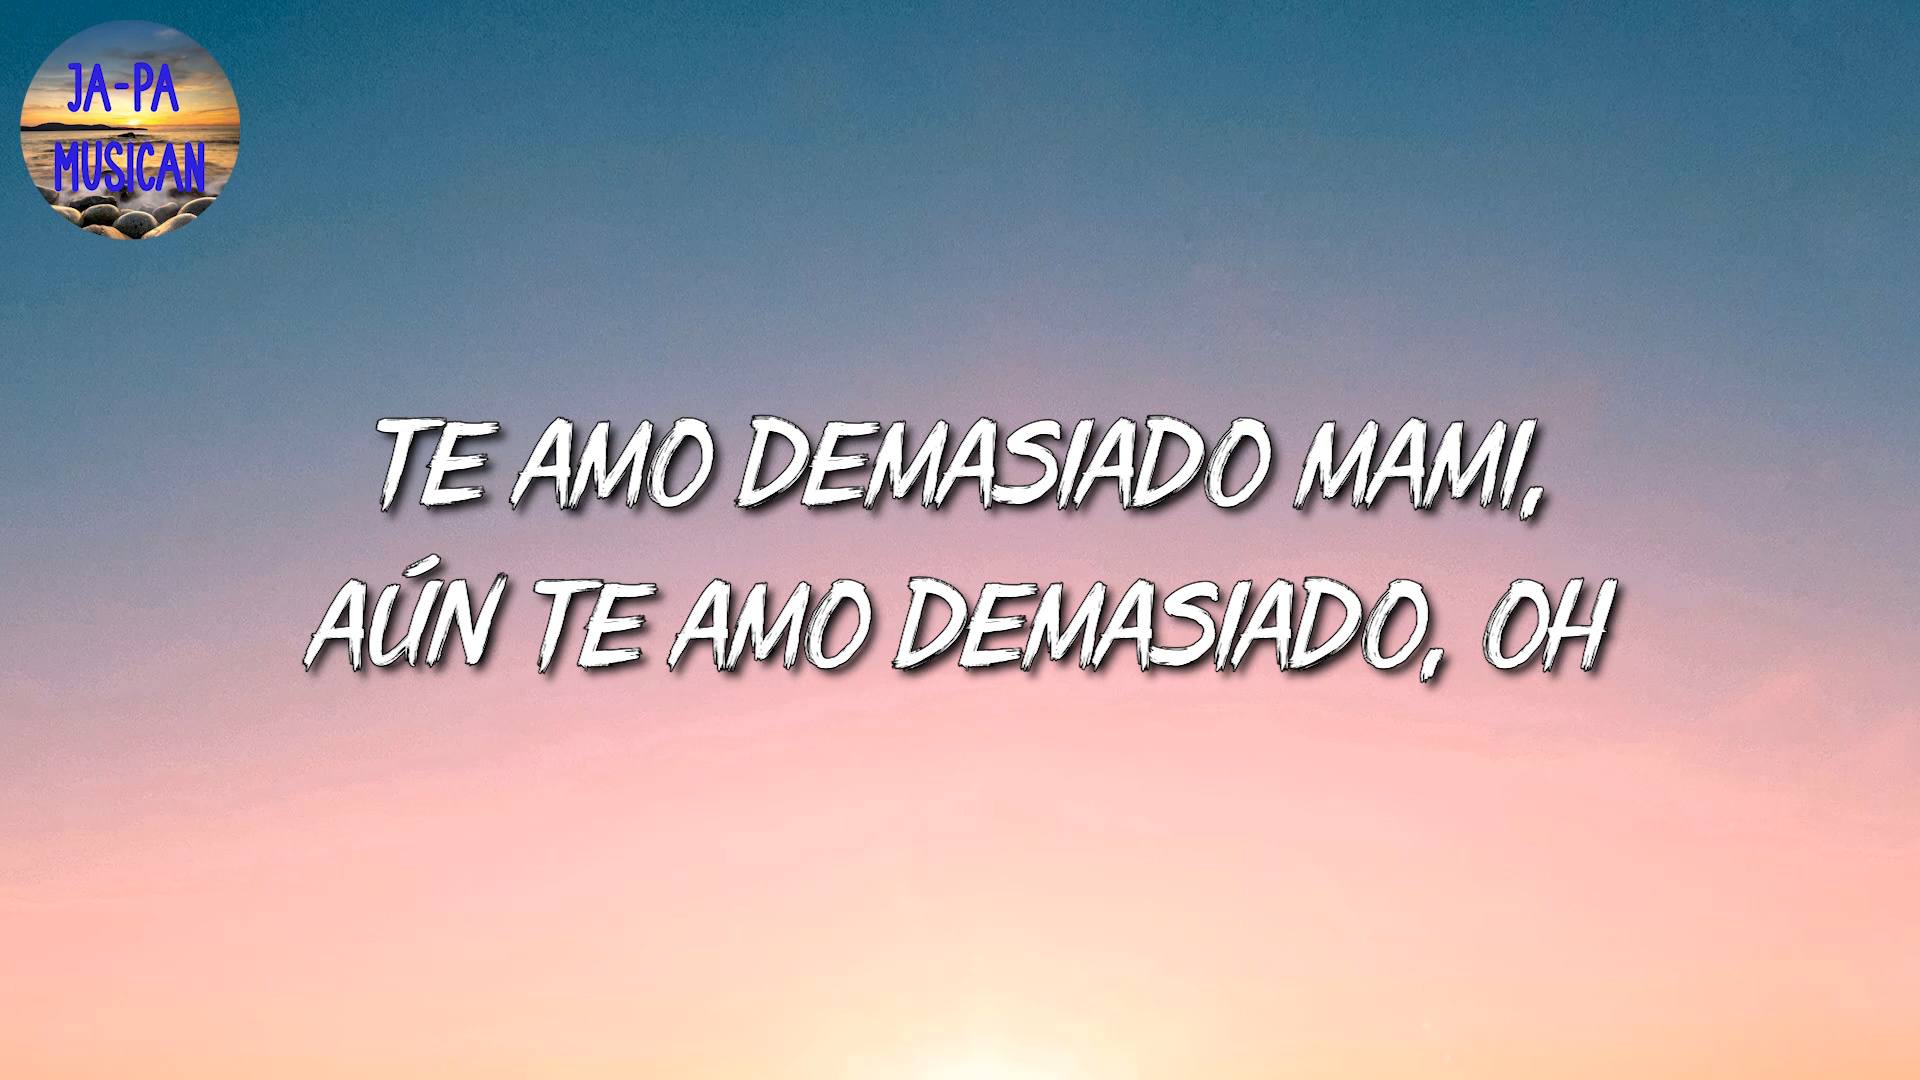 JA-PA
MUSICAN
TE AMO DEMASIADO MAMI,
AÚN TE AMO DEMASIADO, OH